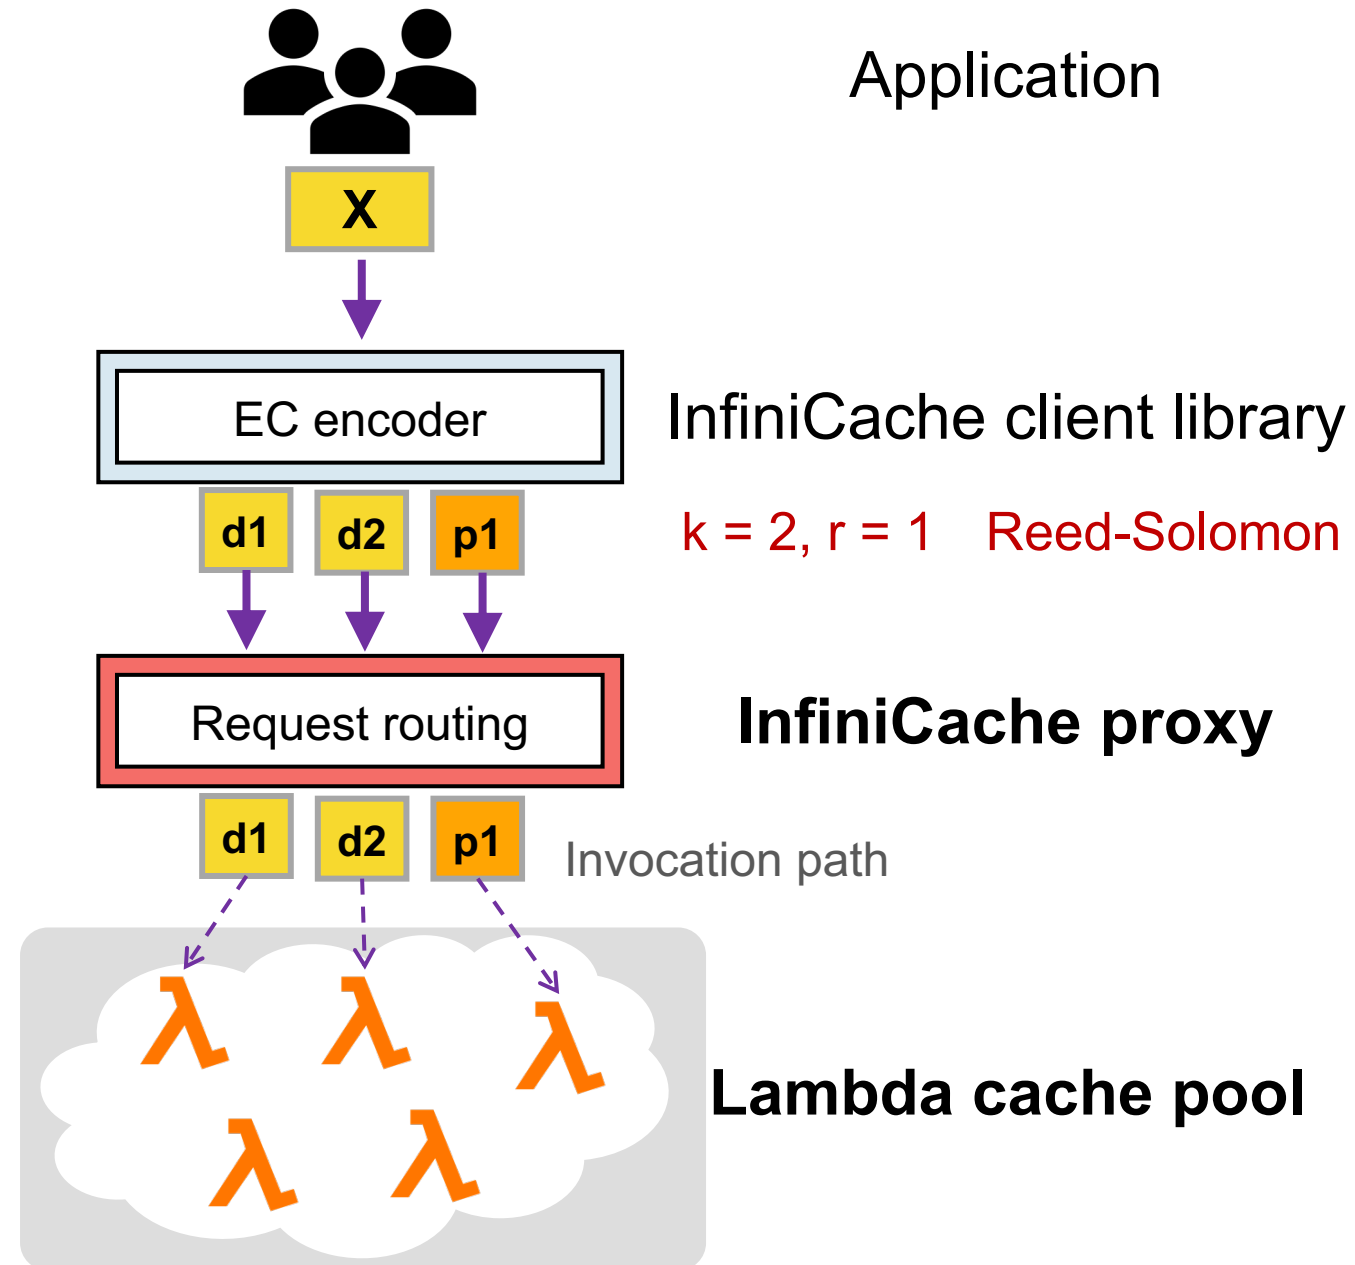 Application
X
EC encoder
InfiniCache client library
d1 d2 p1
k = 2, r = 1 Reed-Solomon
Request routing
InfiniCache proxy
d1 d2 p1
Invocation path
λ λ λ
Lambda cache pool
λ λ